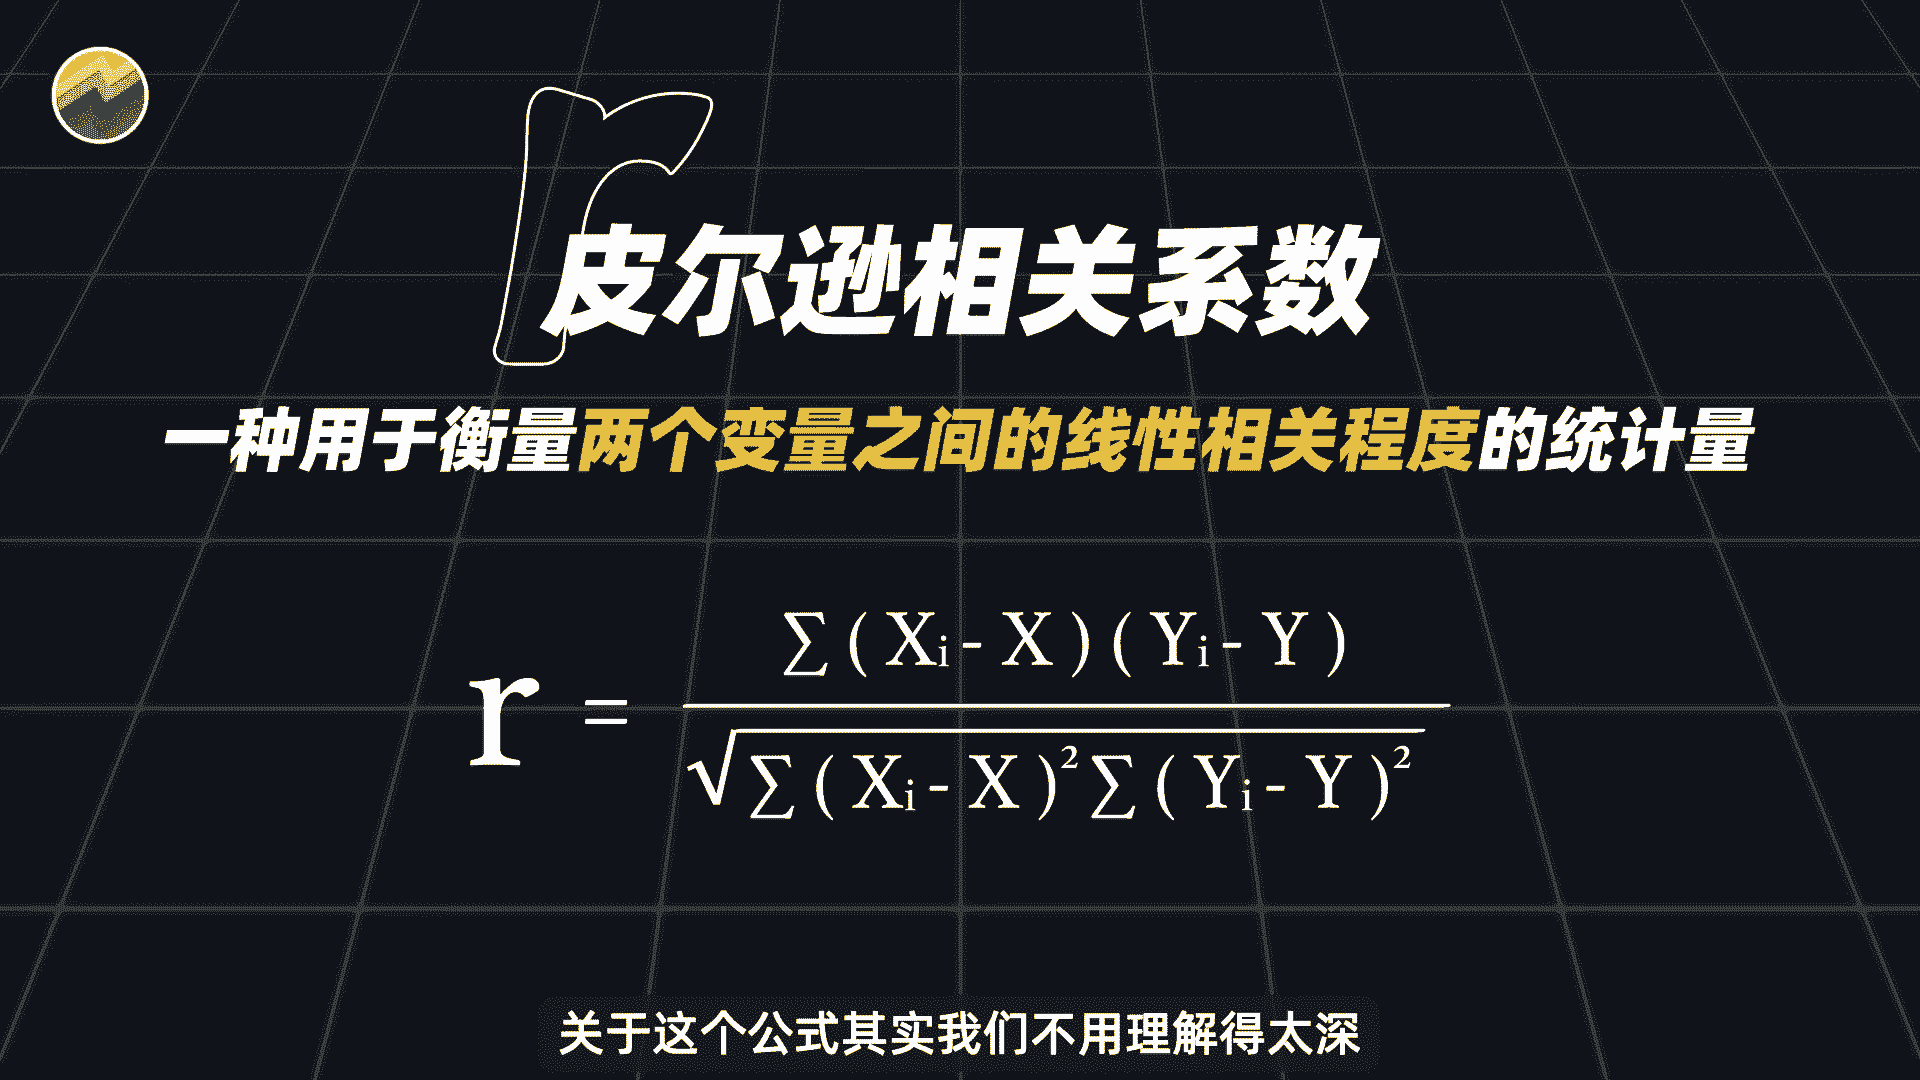 r
皮尔逊相关系数
一种用于衡量两个变量之间的线性相关程度的统计量
r = ∑ ( Xᵢ - X ) ( Yᵢ - Y )
√∑ ( Xᵢ - X )² ∑ ( Yᵢ - Y )²
关于这个公式其实我们不用理解得太深